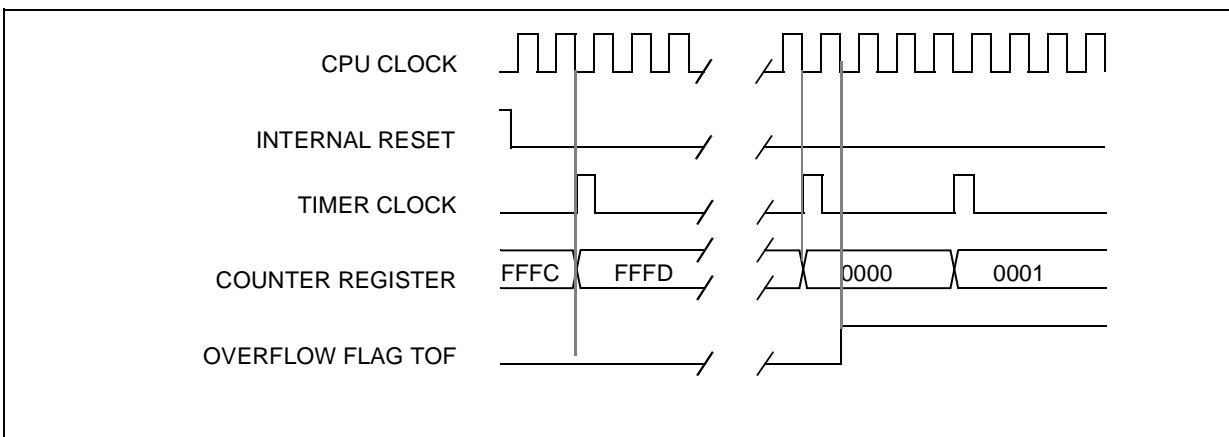 CPU CLOCK
INTERNAL RESET
TIMER CLOCK
COUNTER REGISTER FFFC FFFD 0000 0001
OVERFLOW FLAG TOF